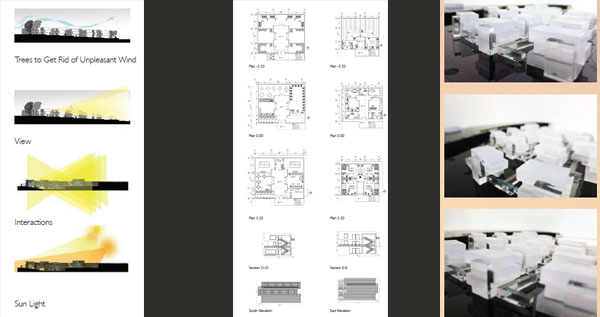 Trees to Get Rid of Unpleasant Wind
View
Interactions
Sun Light
Plan -3.20
Plan -3.20
Plan 0.00
Plan 0.00
Plan 3.20
Plan 3.20
Section D-D
Section E-E
South Elevation
East Elevation